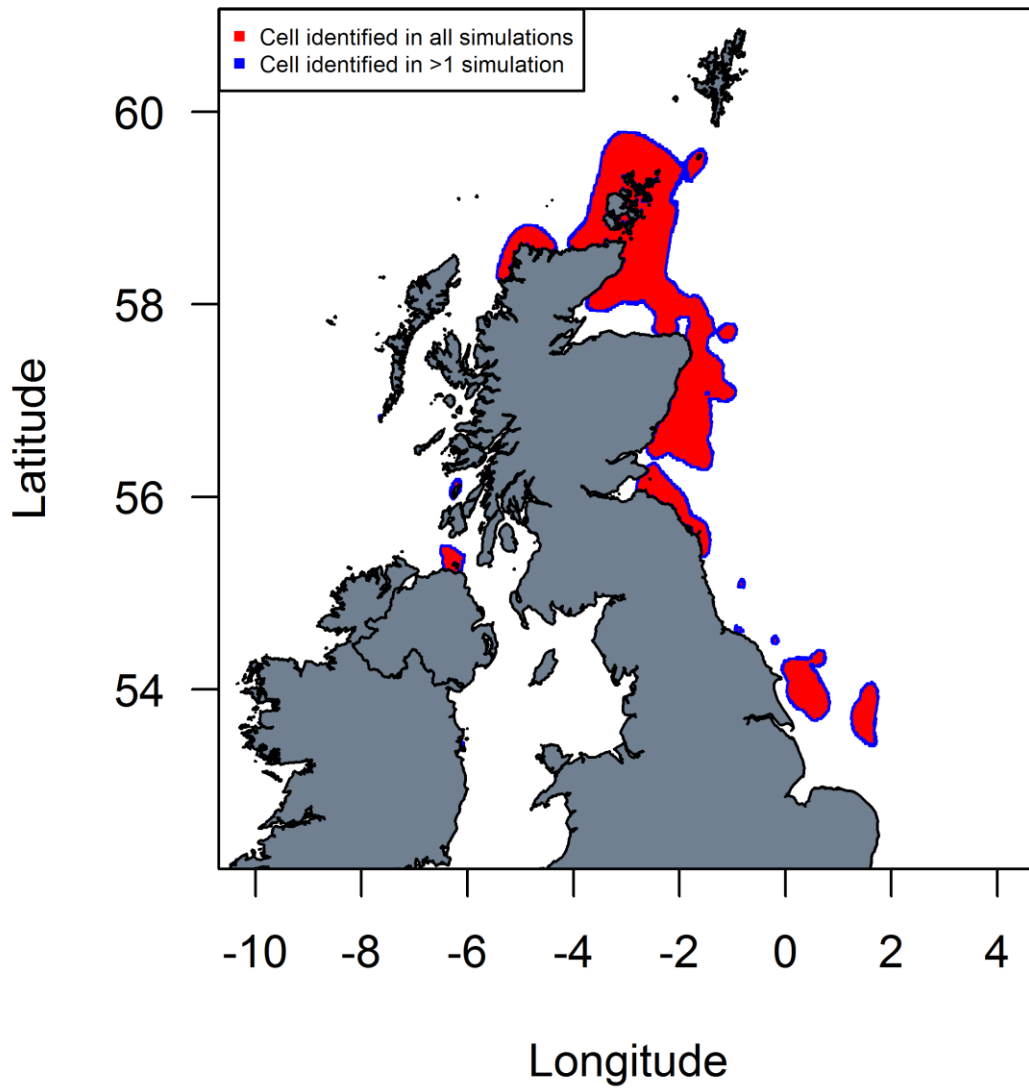 Cell identified in all simulations
Cell identified in >1 simulation
60
58
56
54
Latitude
-10 -8 -6 -4 -2 0 2 4
Longitude